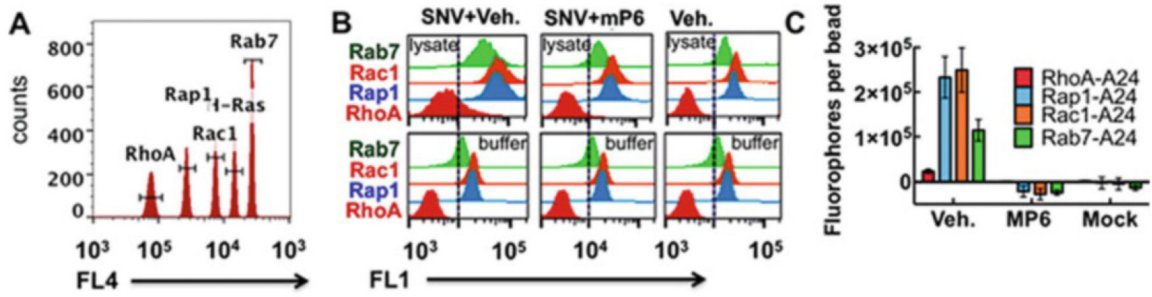 A
800
600
400
200
0
counts
Rab7
Rap1
H-Ras
Rac1
RhoA
10³ 10⁵ 10⁴ 10³
FL4
B
SNV+Veh. SNV+mP6 Veh.
lysate lysate lysate
Rab7
Rac1
Rap1
RhoA
buffer buffer buffer
Rab7
Rac1
Rap1
RhoA
10³ 10⁵ 10⁴ 10³ 10⁵
FL1
C
Fluorophores per bead
3×10⁵
2×10⁵
1×10⁵
0
RhoA-A24
Rap1-A24
Rac1-A24
Rab7-A24
Veh. MP6 Mock